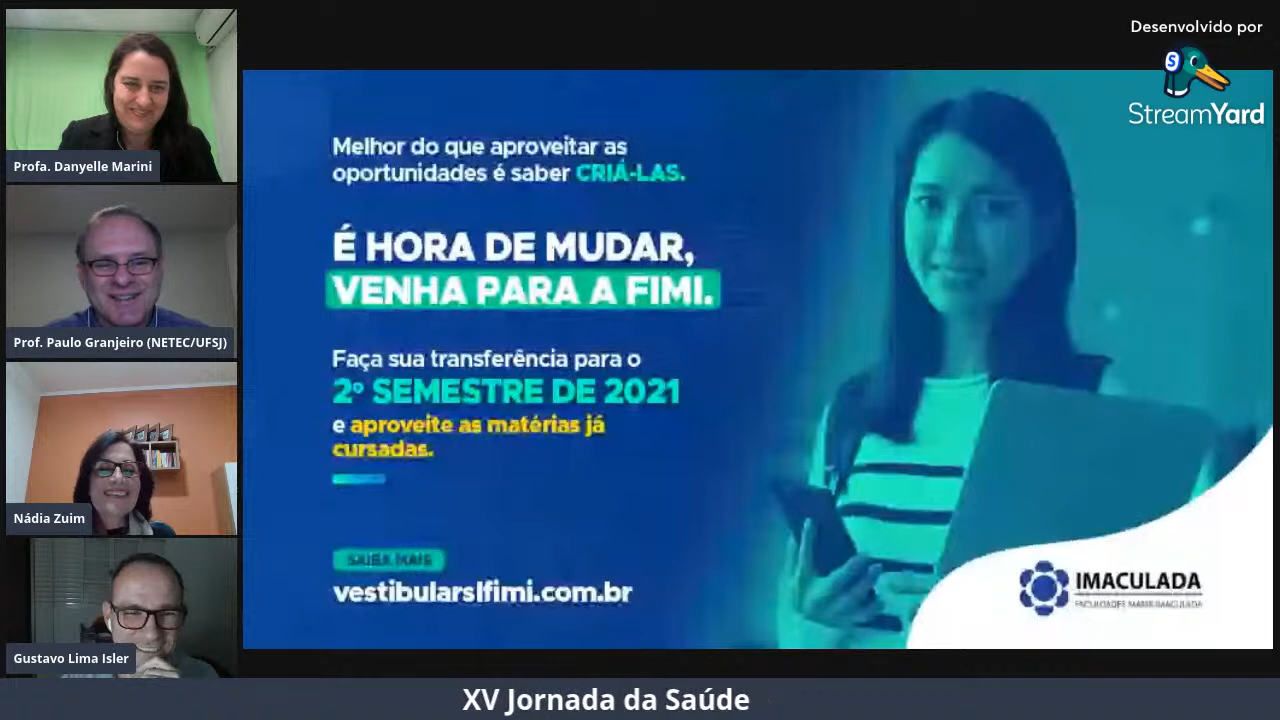 Desenvolvido por
StreamYard
Profa. Danyelle Marini
Prof. Paulo Granjeiro (NETEC/UFSJ)
Nádia Zuim
Gustavo Lima Isler
Melhor do que aproveitar as
oportunidades é saber CRIÁ-LAS.
É HORA DE MUDAR,
VENHA PARA A FIMI.
Faça sua transferência para o
2º SEMESTRE DE 2021
e aproveite as matérias já
cursadas.
SAIBA MAIS
vestibularslfimi.com.br
IMACULADA
FACULDADES MARIA IMACULADA
XV Jornada da Saúde